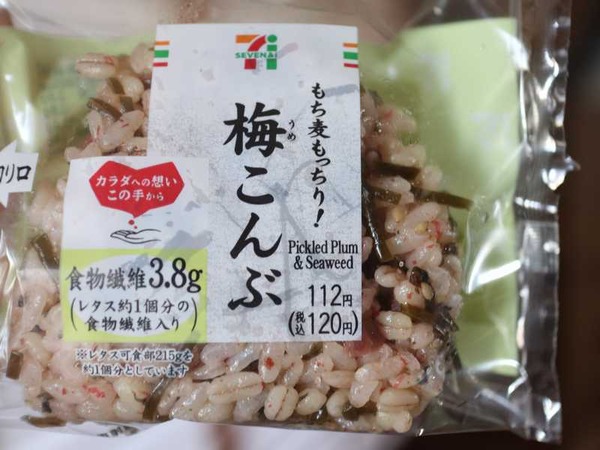 SEVEN&i
もち麦もっちり!
梅こんぶ
うめ
Pickled Plum
& Seaweed
112円
(税込120円)
カラダへの想い
この手から
食物繊維3.8g
(レタス約1個分の
食物繊維入り)
※レタス可食部215gを
約1個分としています